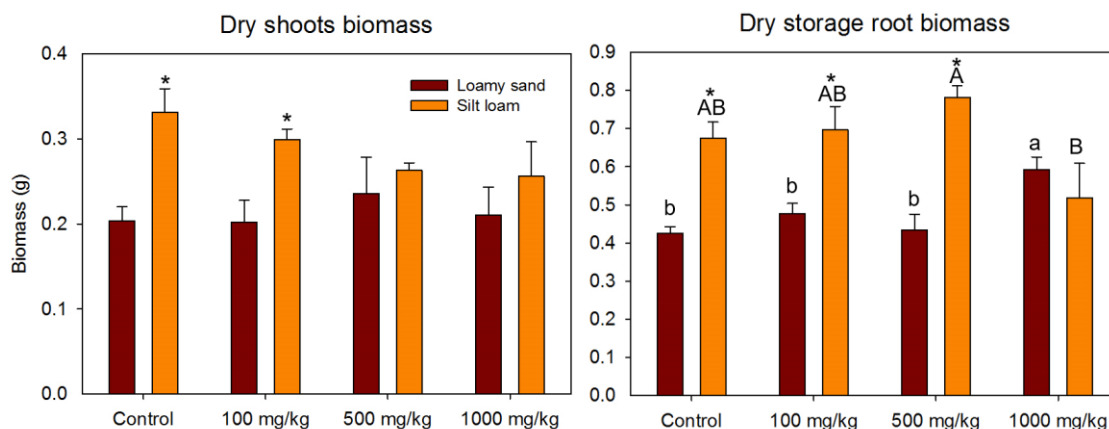 Dry shoots biomass
Biomass (g)
0.4
0.3
0.2
0.1
0.0
* *
Loamy sand
Silt loam
Control 100 mg/kg 500 mg/kg 1000 mg/kg
Dry storage root biomass
0.9
0.8
0.7
0.6
0.5
0.4
0.3
0.2
0.1
0.0
* * *
AB AB A
b b b a B
Control 100 mg/kg 500 mg/kg 1000 mg/kg